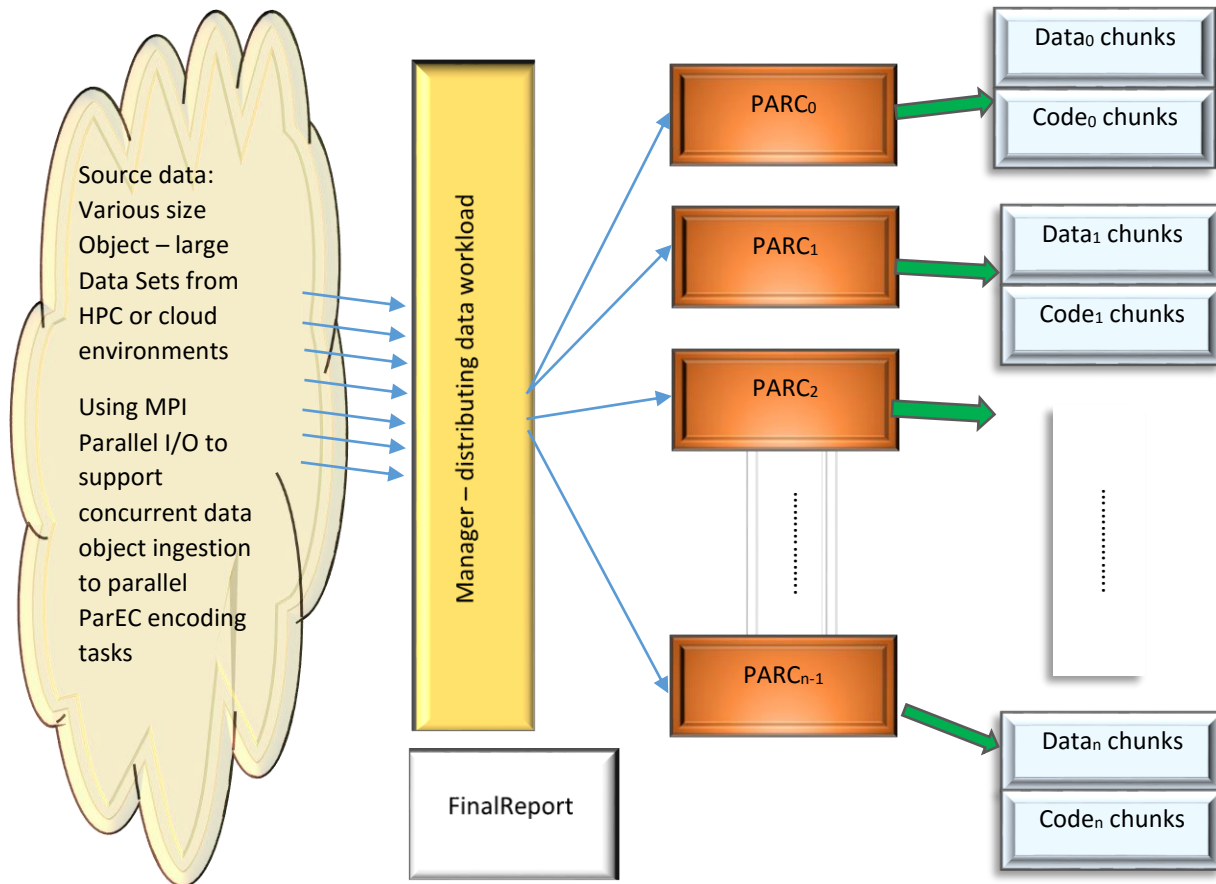 Source data:
Various size
Object – large
Data Sets from
HPC or cloud
environments
Using MPI
Parallel I/O to
support
concurrent data
object ingestion
to parallel
ParEC encoding
tasks
Manager – distributing data workload
FinalReport
PARC₀
PARC₁
PARC₂
..........
PARCₙ₋₁
Data₀ chunks
Code₀ chunks
Data₁ chunks
Code₁ chunks
..........
Dataₙ chunks
Codeₙ chunks